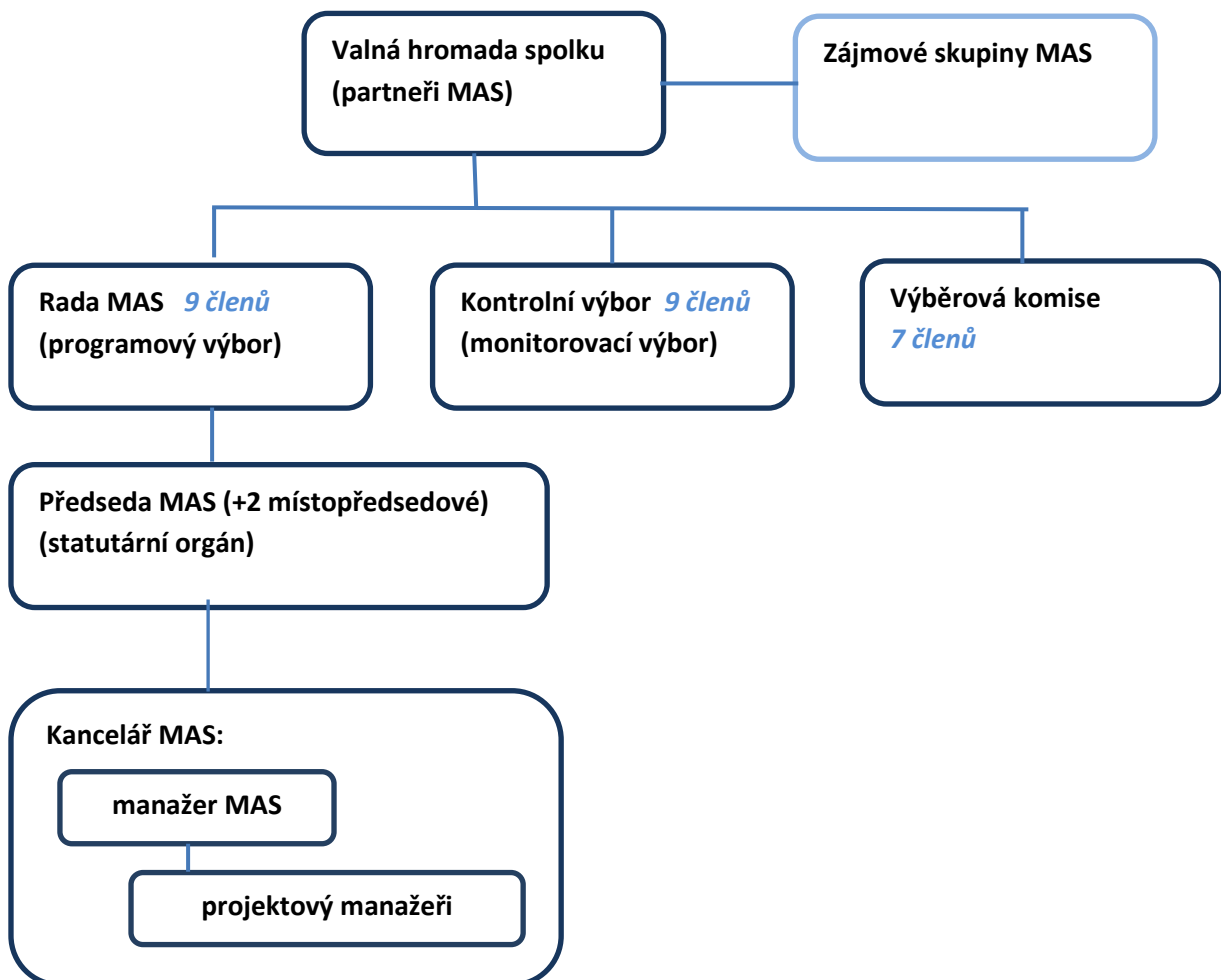 Valná hromada spolku
(partneři MAS)
Zájmové skupiny MAS
Rada MAS 9 členů
(programový výbor)
Kontrolní výbor 9 členů
(monitorovací výbor)
Výběrová komise
7 členů
Předseda MAS (+2 místopředsedové)
(statutární orgán)
Kancelář MAS:
manažer MAS
projektový manažeři